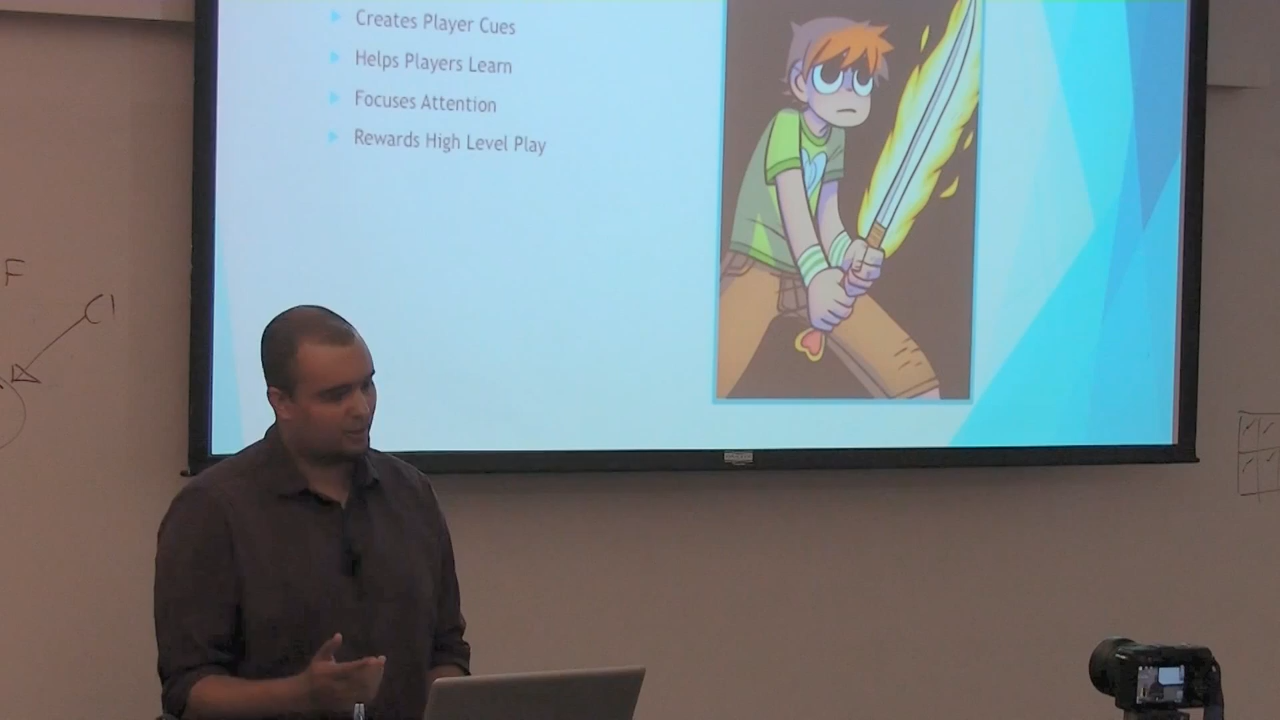 Creates Player Cues
Helps Players Learn
Focuses Attention
Rewards High Level Play
F